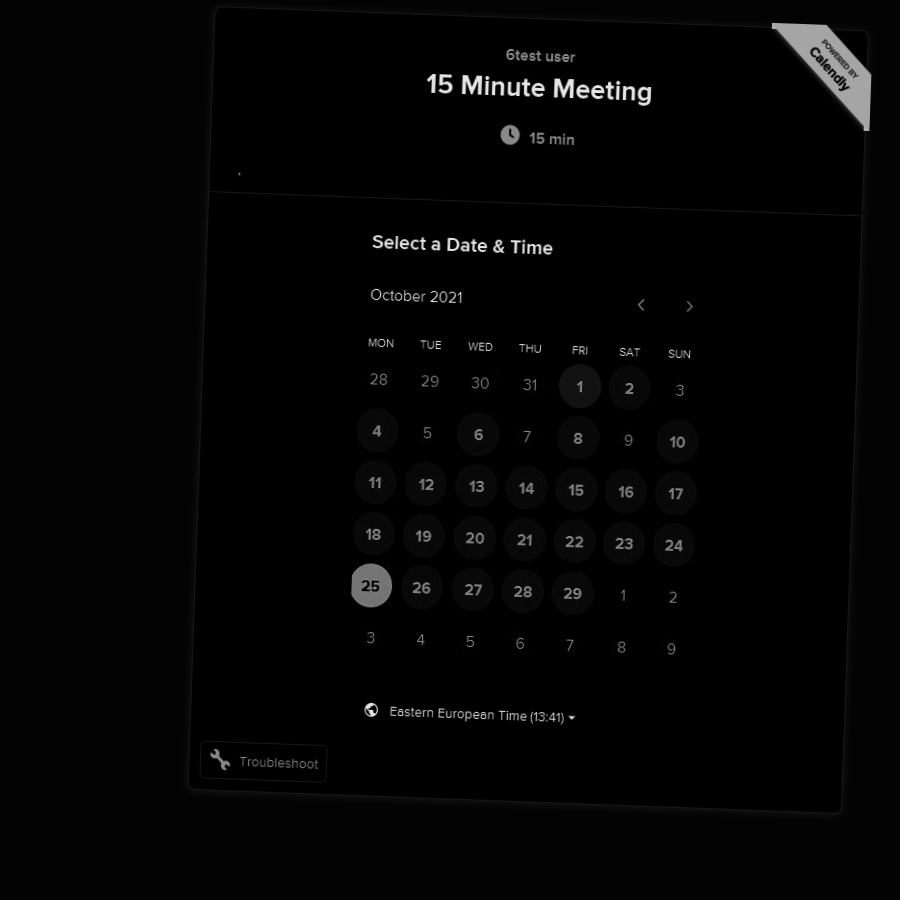 6test user
15 Minute Meeting
15 min
POWERED BY
Calendly
Select a Date & Time
October 2021
MON TUE WED THU FRI SAT SUN
28 29 30 31 1 2 3
4 5 6 7 8 9 10
11 12 13 14 15 16 17
18 19 20 21 22 23 24
25 26 27 28 29 1 2
3 4 5 6 7 8 9
Eastern European Time (13:41)
Troubleshoot